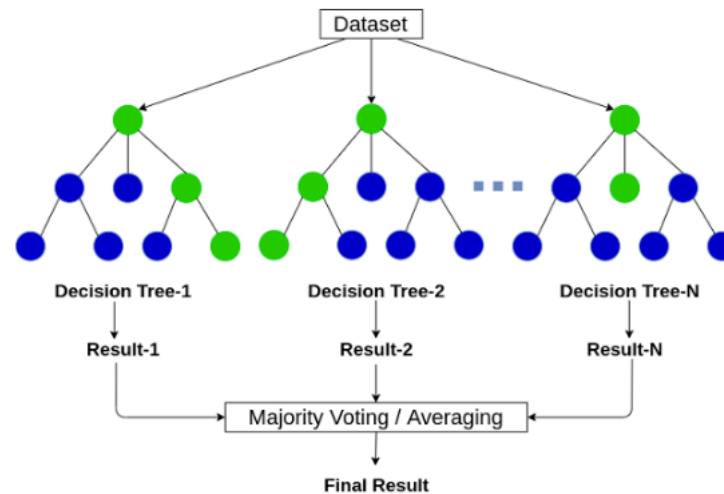 Dataset
Decision Tree-1
Decision Tree-2
Decision Tree-N
Result-1
Result-2
Result-N
Majority Voting / Averaging
Final Result